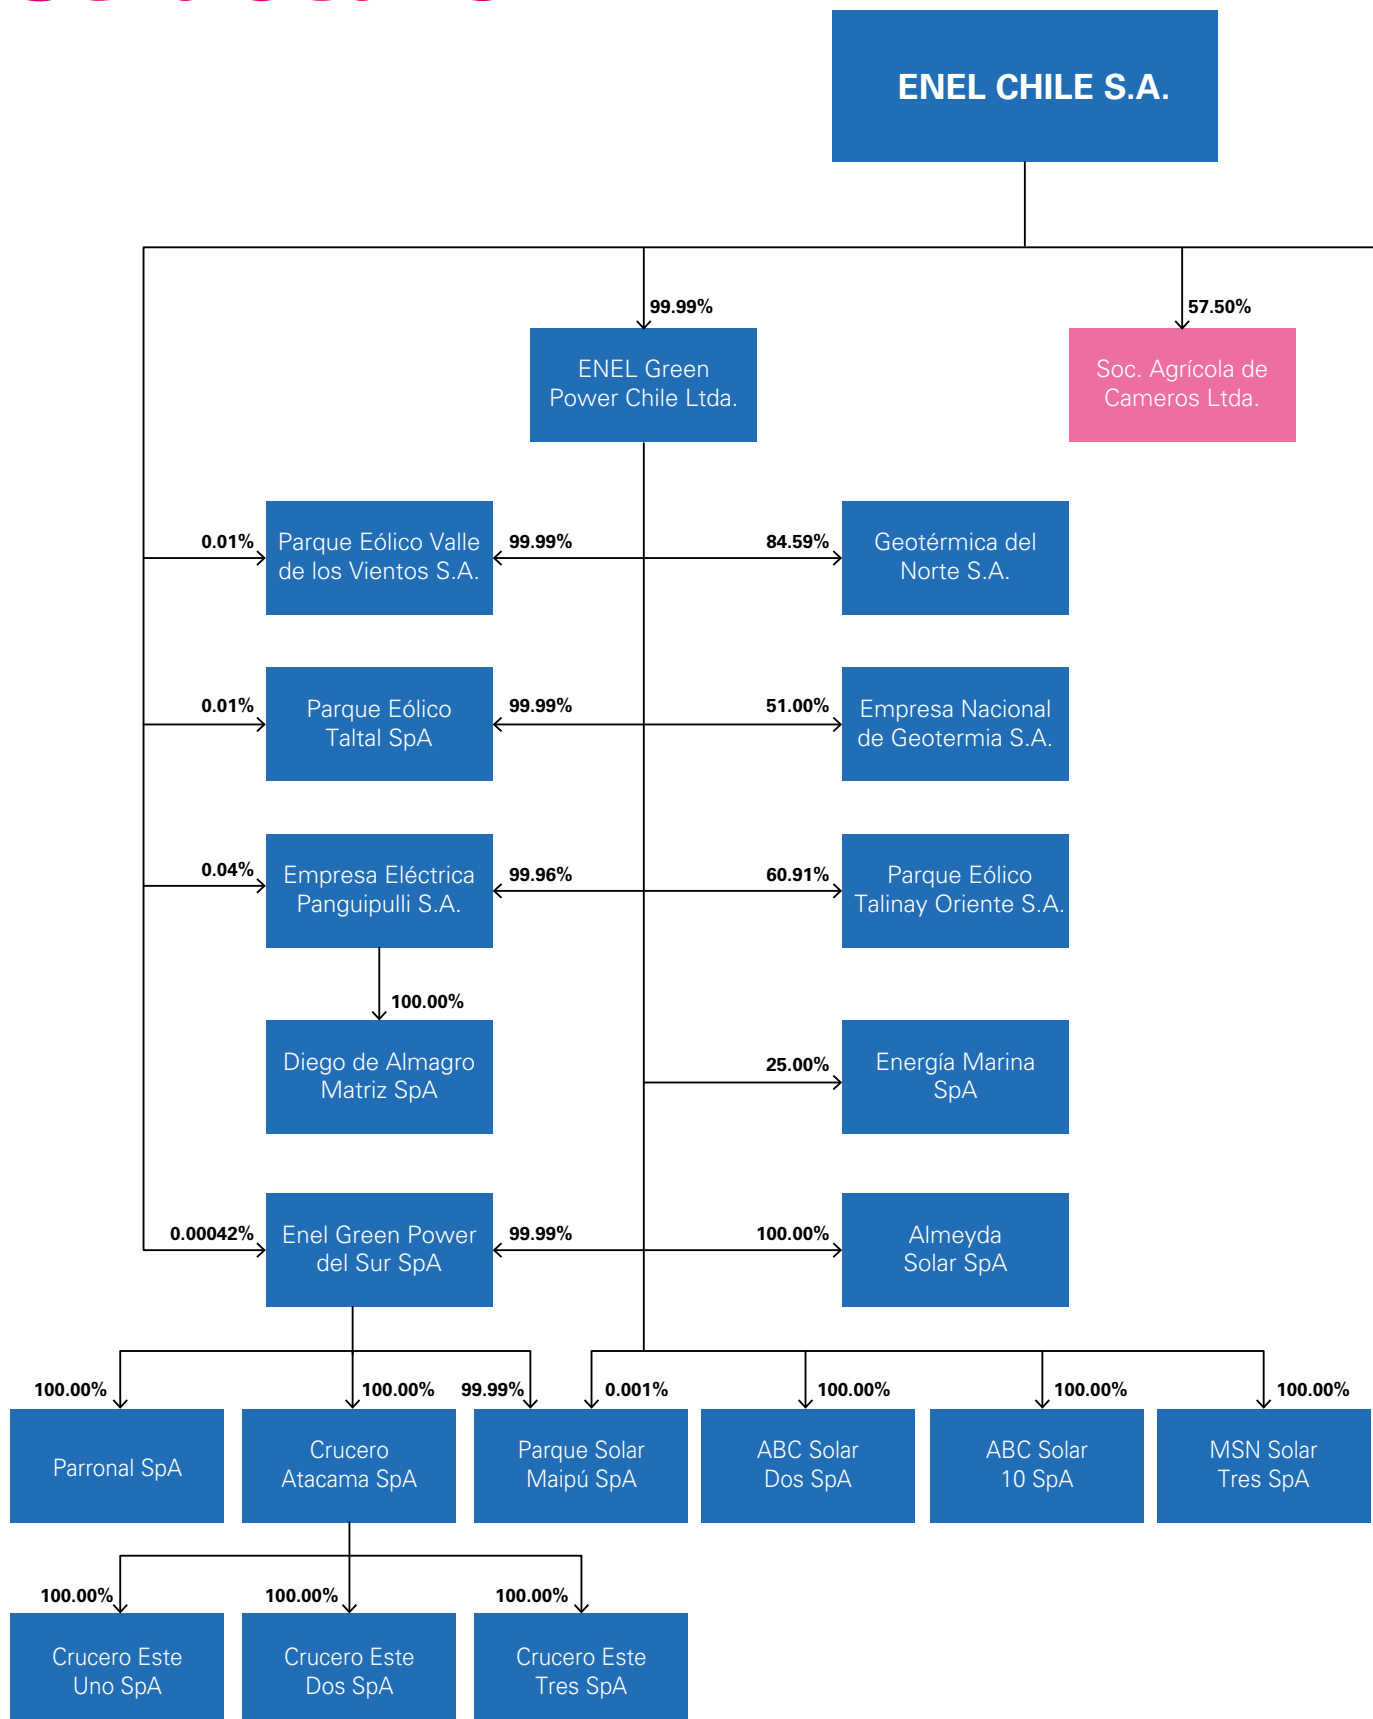 ENEL CHILE S.A.
99.99%
57.50%
ENEL Green
Power Chile Ltda.
Soc. Agrícola de
Cameros Ltda.
0.01%
Parque Eólico Valle
de los Vientos S.A.
99.99%
84.59%
Geotérmica del
Norte S.A.
0.01%
Parque Eólico
Taltal SpA
99.99%
51.00%
Empresa Nacional
de Geotermia S.A.
0.04%
Empresa Eléctrica
Panguipulli S.A.
99.96%
60.91%
Parque Eólico
Talinay Oriente S.A.
100.00%
Diego de Almagro
Matriz SpA
25.00%
Energía Marina
SpA
0.00042%
Enel Green Power
del Sur SpA
99.99%
100.00%
Almeyda
Solar SpA
100.00%
100.00%
99.99%
0.001%
100.00%
100.00%
100.00%
Parronal SpA
Crucero
Atacama SpA
Parque Solar
Maipú SpA
ABC Solar
Dos SpA
ABC Solar
10 SpA
MSN Solar
Tres SpA
100.00%
100.00%
100.00%
Crucero Este
Uno SpA
Crucero Este
Dos SpA
Crucero Este
Tres SpA